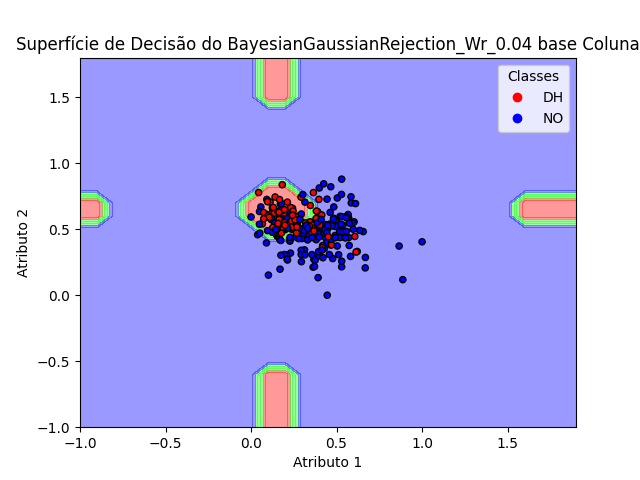 Superfície de Decisão do BayesianGaussianRejection_Wr_0.04 base Coluna
Classes
DH
NO
Atributo 2
1.5
1.0
0.5
0.0
−0.5
−1.0
−1.0
−0.5
0.0
0.5
1.0
1.5
Atributo 1